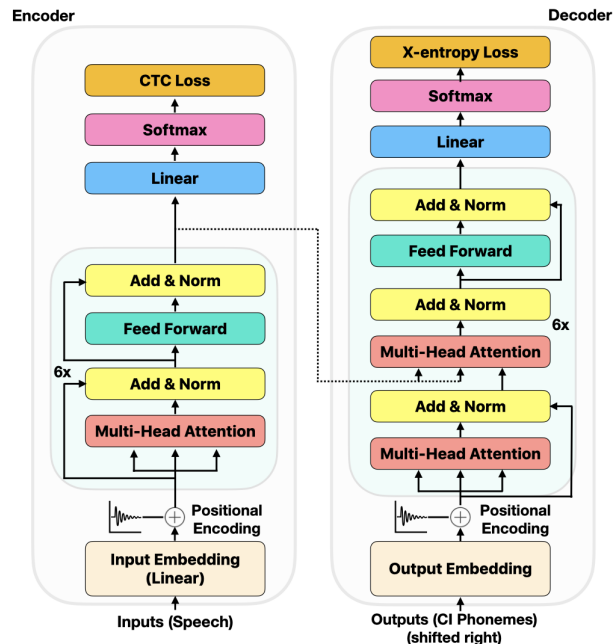 Encoder
CTC Loss
Softmax
Linear
Add & Norm
Feed Forward
6x
Add & Norm
Multi-Head Attention
Positional
Encoding
Input Embedding
(Linear)
Inputs (Speech)
Decoder
X-entropy Loss
Softmax
Linear
Add & Norm
Feed Forward
Add & Norm
6x
Multi-Head Attention
Add & Norm
Multi-Head Attention
Positional
Encoding
Output Embedding
Outputs (CI Phonemes)
(shifted right)